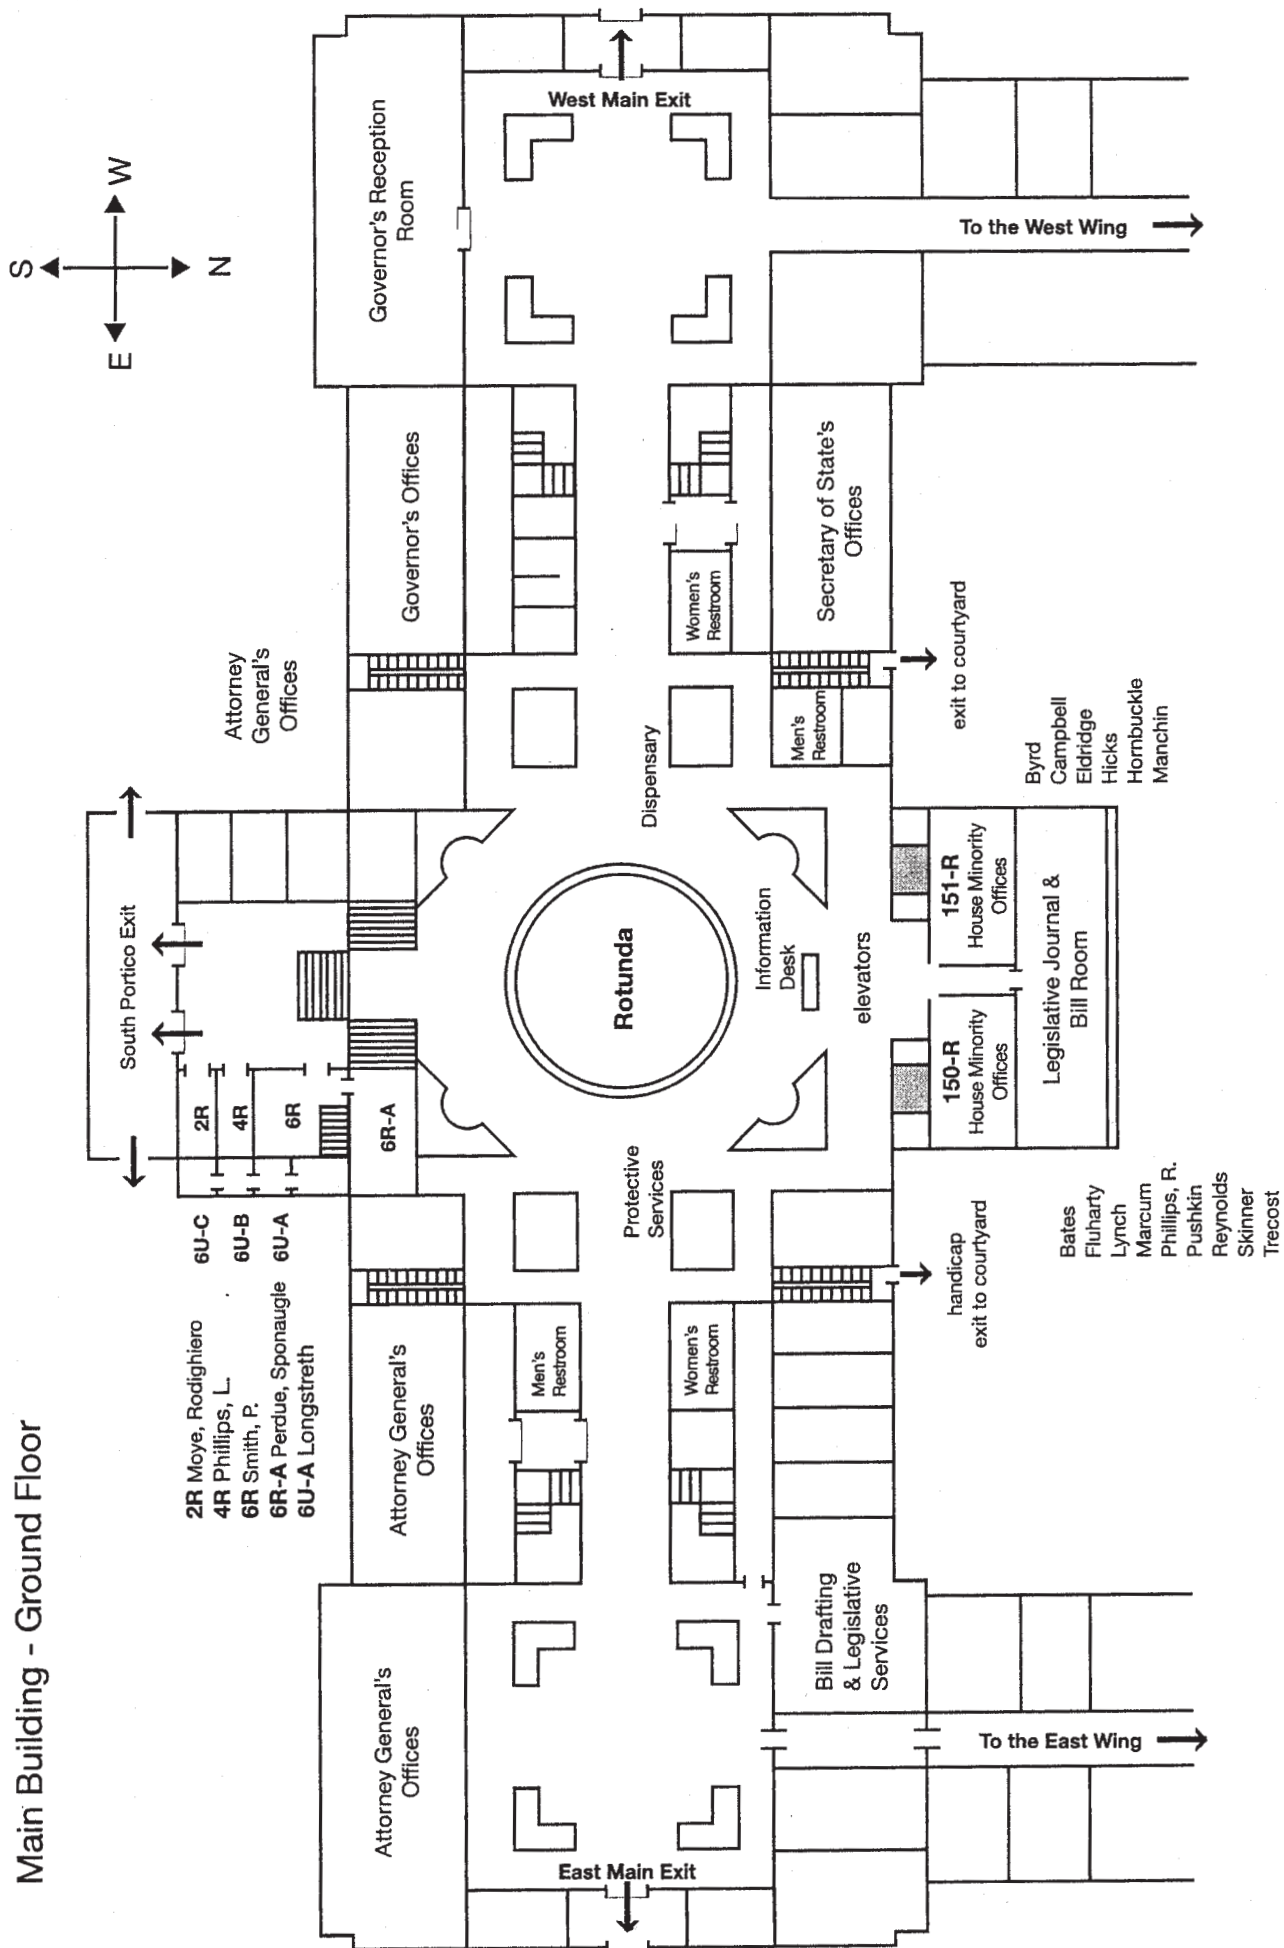 Main Building - Ground Floor
S
E
W
N
South Portico Exit
2R
4R
6R
6R-A
6U-C
6U-B
6U-A
2R Moye, Rodighiero
4R Phillips, L.
6R Smith, P.
6R-A Perdue, Sponaugle
6U-A Longstreth
Attorney
General's
Offices
Attorney General's
Offices
Attorney General's
Offices
Governor's Offices
Governor's Reception
Room
Men's
Restroom
East Main Exit
West Main Exit
Rotunda
Protective
Services
Dispensary
Women's
Restroom
Women's
Restroom
Information
Desk
elevators
Men's
Restroom
Bill Drafting
& Legislative
Services
Secretary of State's
Offices
handicap
exit to courtyard
exit to courtyard
150-R
House Minority
Offices
151-R
House Minority
Offices
To the East Wing
To the West Wing
Legislative Journal &
Bill Room
Bates
Fluharty
Lynch
Marcum
Phillips, R.
Pushkin
Reynolds
Skinner
Trecost
Byrd
Campbell
Eldridge
Hicks
Hornbuckle
Manchin